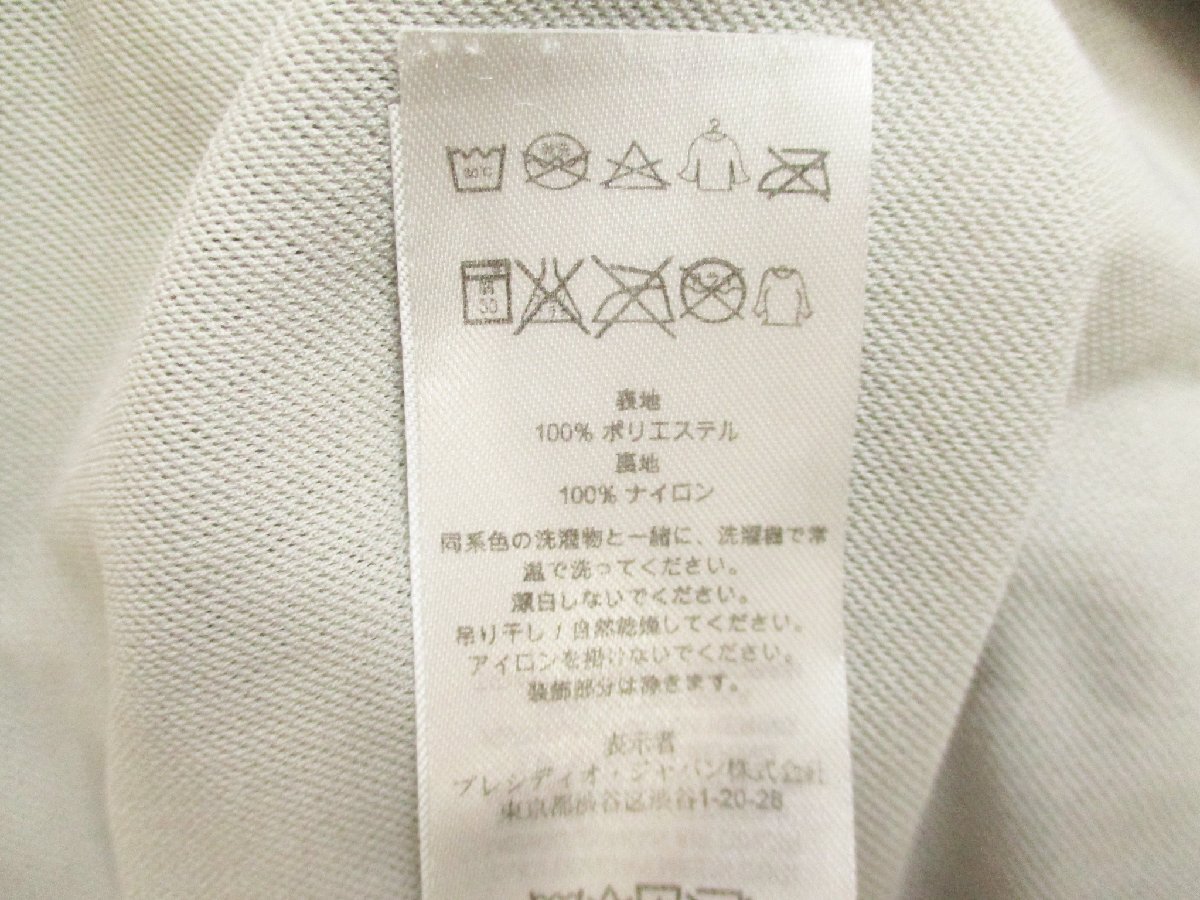 30°C
表地
100% ポリエステル
裏地
100% ナイロン
同系色の洗濯物と一緒に、洗濯機で常
温で洗ってください。
漂白しないでください。
吊り干し / 自然乾燥してください。
アイロンを掛けないでください。
装飾部分は除きます。
表示者
プレシディオ・ジャパン株式会社
東京都渋谷区渋谷1-20-28